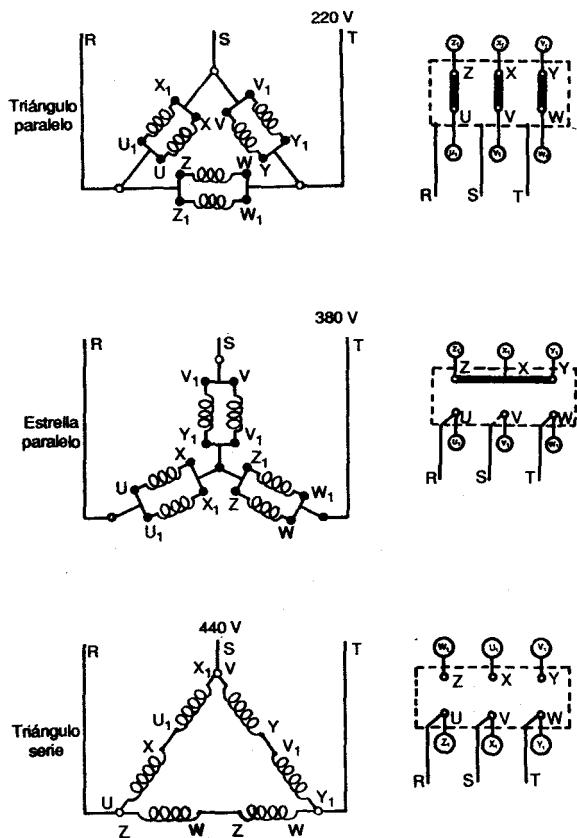 220 V
R S T
Triángulo
paralelo
X1 V1
X V
U1 Y1
U Y
Z W
Z1 W1
Z1 X1 Y1
Z X Y
U V W
U1 V1 W1
R S T
380 V
R S T
Estrella
paralelo
V1 V
Y1 V1
X Z1
U W1
X1 Z
U1 W
Z1 X1 Y1
Z X Y
U V W
U1 V1 W1
R S T
440 V
R S T
Triángulo
serie
X1 V
U1 Y
X V1
U Y1
Z W Z W
W1 U1 V1
Z X Y
U V W
Z1 X1 Y1
R S T